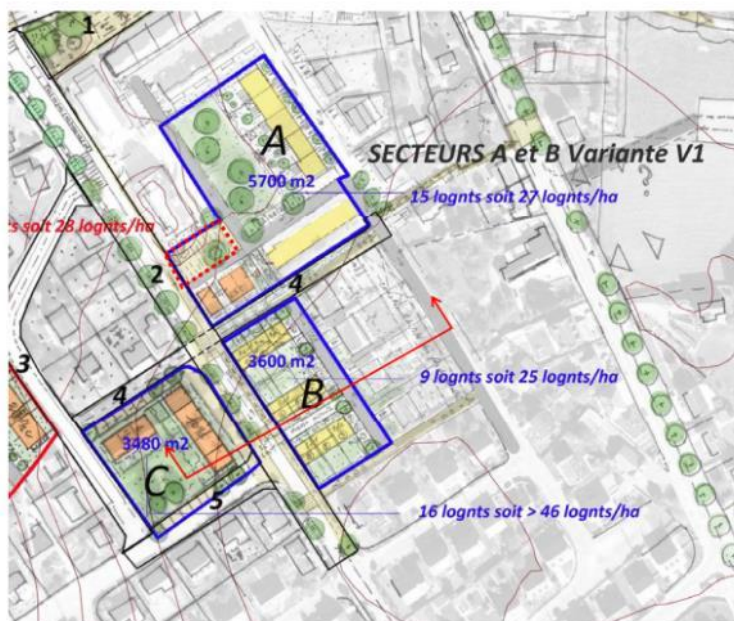 1
A
SECTEURS A et B Variante V1
5700 m2
15 lognts soit 27 lognts/ha
ts soit 28 lognts/ha
2
4
3
3600 m2
B
9 lognts soit 25 lognts/ha
4
3480 m2
C
5
16 lognts soit > 46 lognts/ha
?